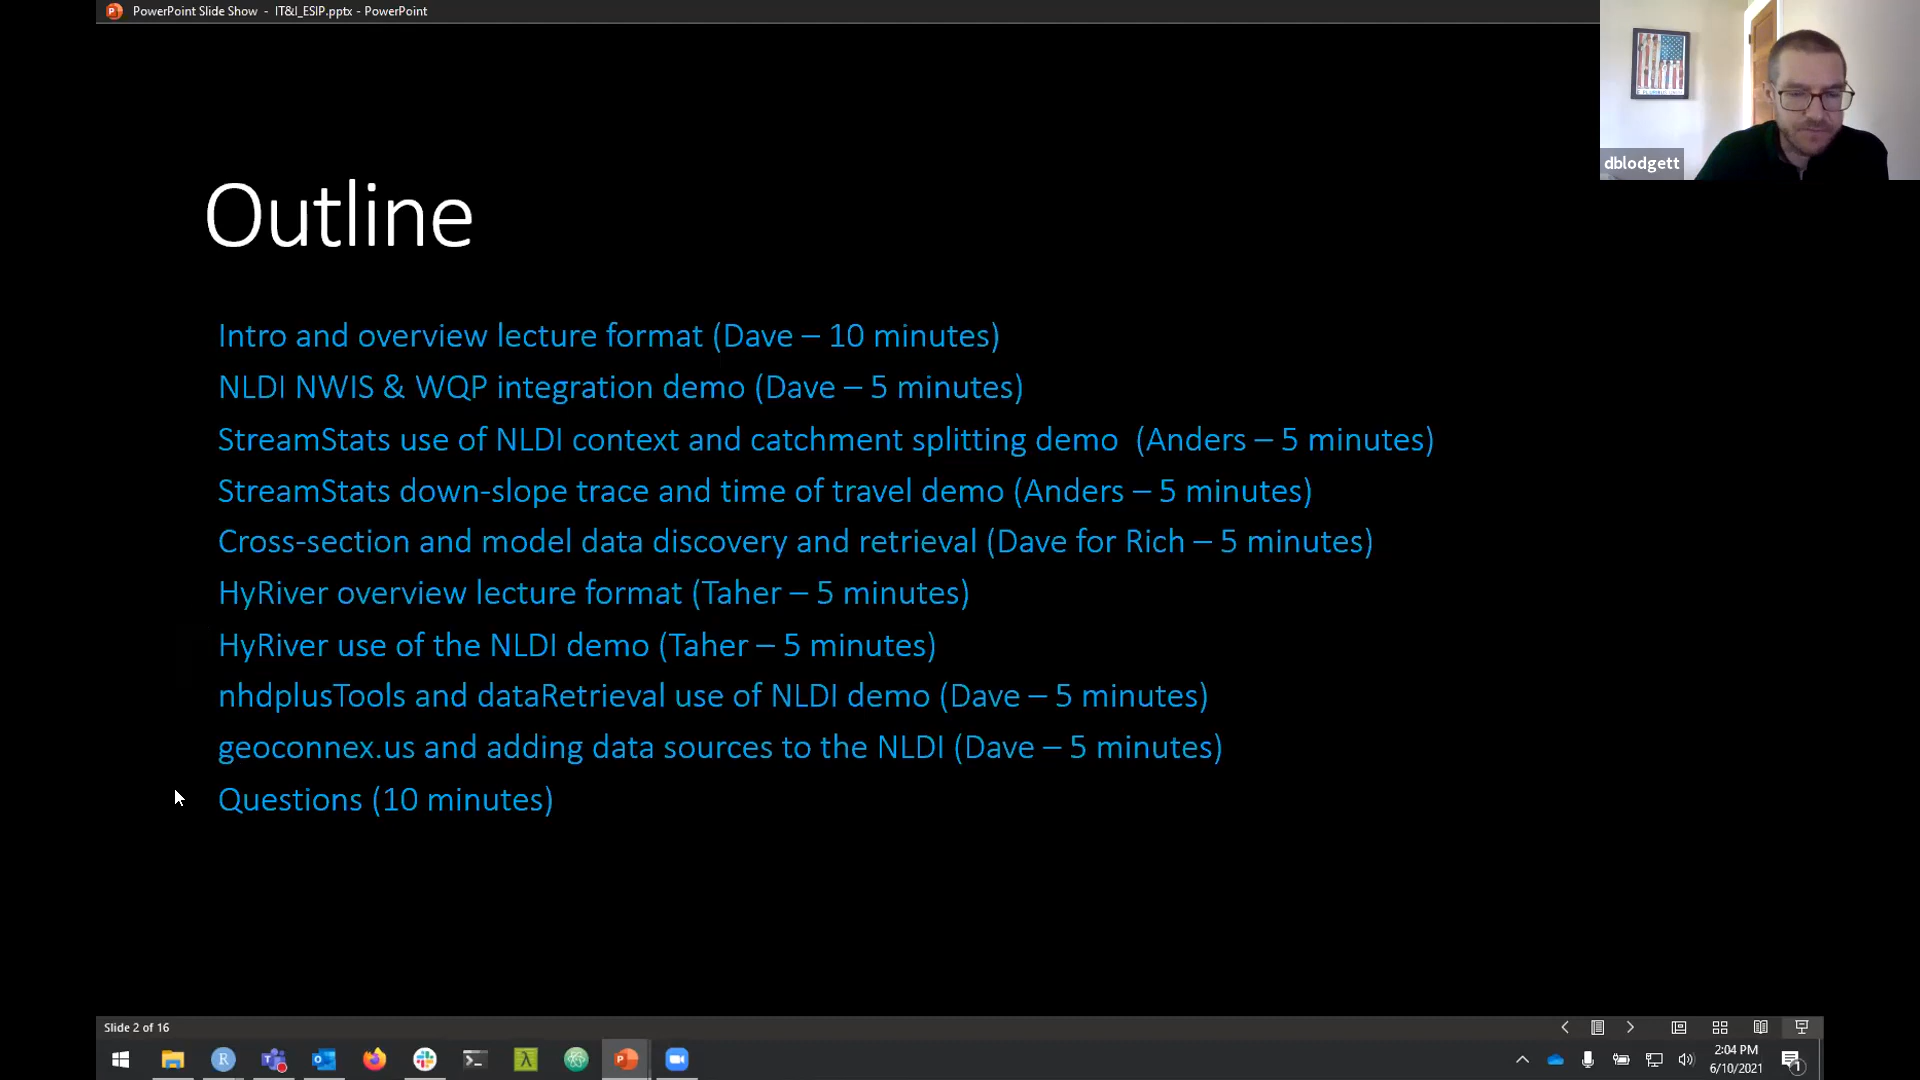 PowerPoint Slide Show - IT&I_ESIP.pptx - PowerPoint
dblodgett
Outline
Intro and overview lecture format (Dave – 10 minutes)
NLDI NWIS & WQP integration demo (Dave – 5 minutes)
StreamStats use of NLDI context and catchment splitting demo (Anders – 5 minutes)
StreamStats down-slope trace and time of travel demo (Anders – 5 minutes)
Cross-section and model data discovery and retrieval (Dave for Rich – 5 minutes)
HyRiver overview lecture format (Taher – 5 minutes)
HyRiver use of the NLDI demo (Taher – 5 minutes)
nhdplusTools and dataRetrieval use of NLDI demo (Dave – 5 minutes)
geoconnex.us and adding data sources to the NLDI (Dave – 5 minutes)
Questions (10 minutes)
Slide 2 of 16
2:04 PM
6/10/2021
1